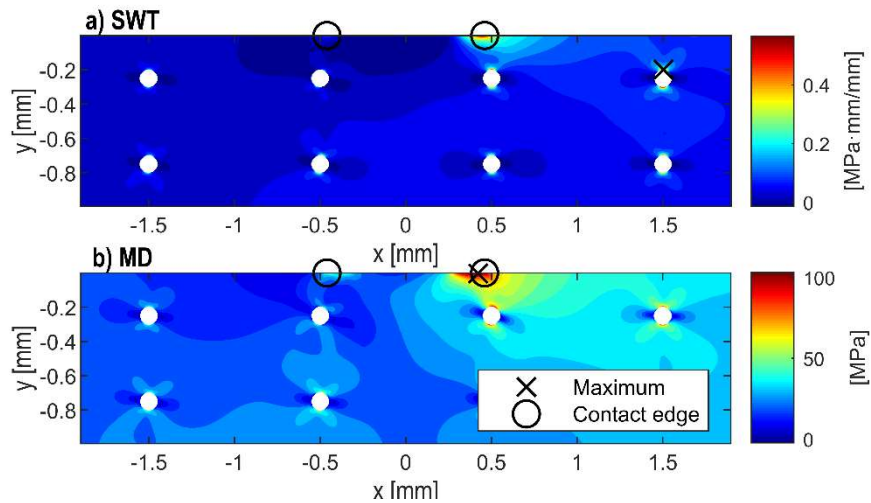 a) SWT
y [mm]
-0.2
-0.4
-0.6
-0.8
-1.5
-1
-0.5
0
0.5
1
1.5
x [mm]
0.4
0.2
0
[MPa·mm/mm]
b) MD
y [mm]
-0.2
-0.4
-0.6
-0.8
-1.5
-1
-0.5
0
0.5
1
1.5
x [mm]
Maximum
Contact edge
100
50
0
[MPa]